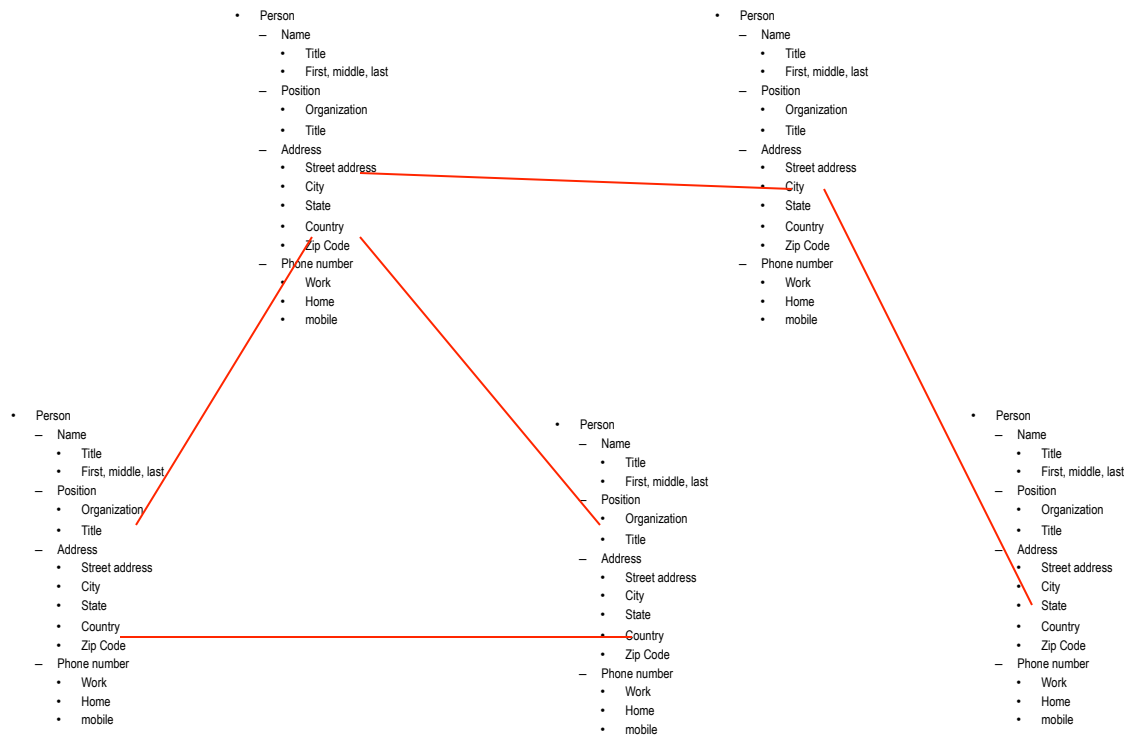 • Person
– Name
• Title
• First, middle, last
– Position
• Organization
• Title
– Address
• Street address
• City
• State
• Country
• Zip Code
– Phone number
• Work
• Home
• mobile
• Person
– Name
• Title
• First, middle, last
– Position
• Organization
• Title
– Address
• Street address
• City
• State
• Country
• Zip Code
– Phone number
• Work
• Home
• mobile
• Person
– Name
• Title
• First, middle, last
– Position
• Organization
• Title
– Address
• Street address
• City
• State
• Country
• Zip Code
– Phone number
• Work
• Home
• mobile
• Person
– Name
• Title
• First, middle, last
– Position
• Organization
• Title
– Address
• Street address
• City
• State
• Country
• Zip Code
– Phone number
• Work
• Home
• mobile
• Person
– Name
• Title
• First, middle, last
– Position
• Organization
• Title
– Address
• Street address
• City
• State
• Country
• Zip Code
– Phone number
• Work
• Home
• mobile